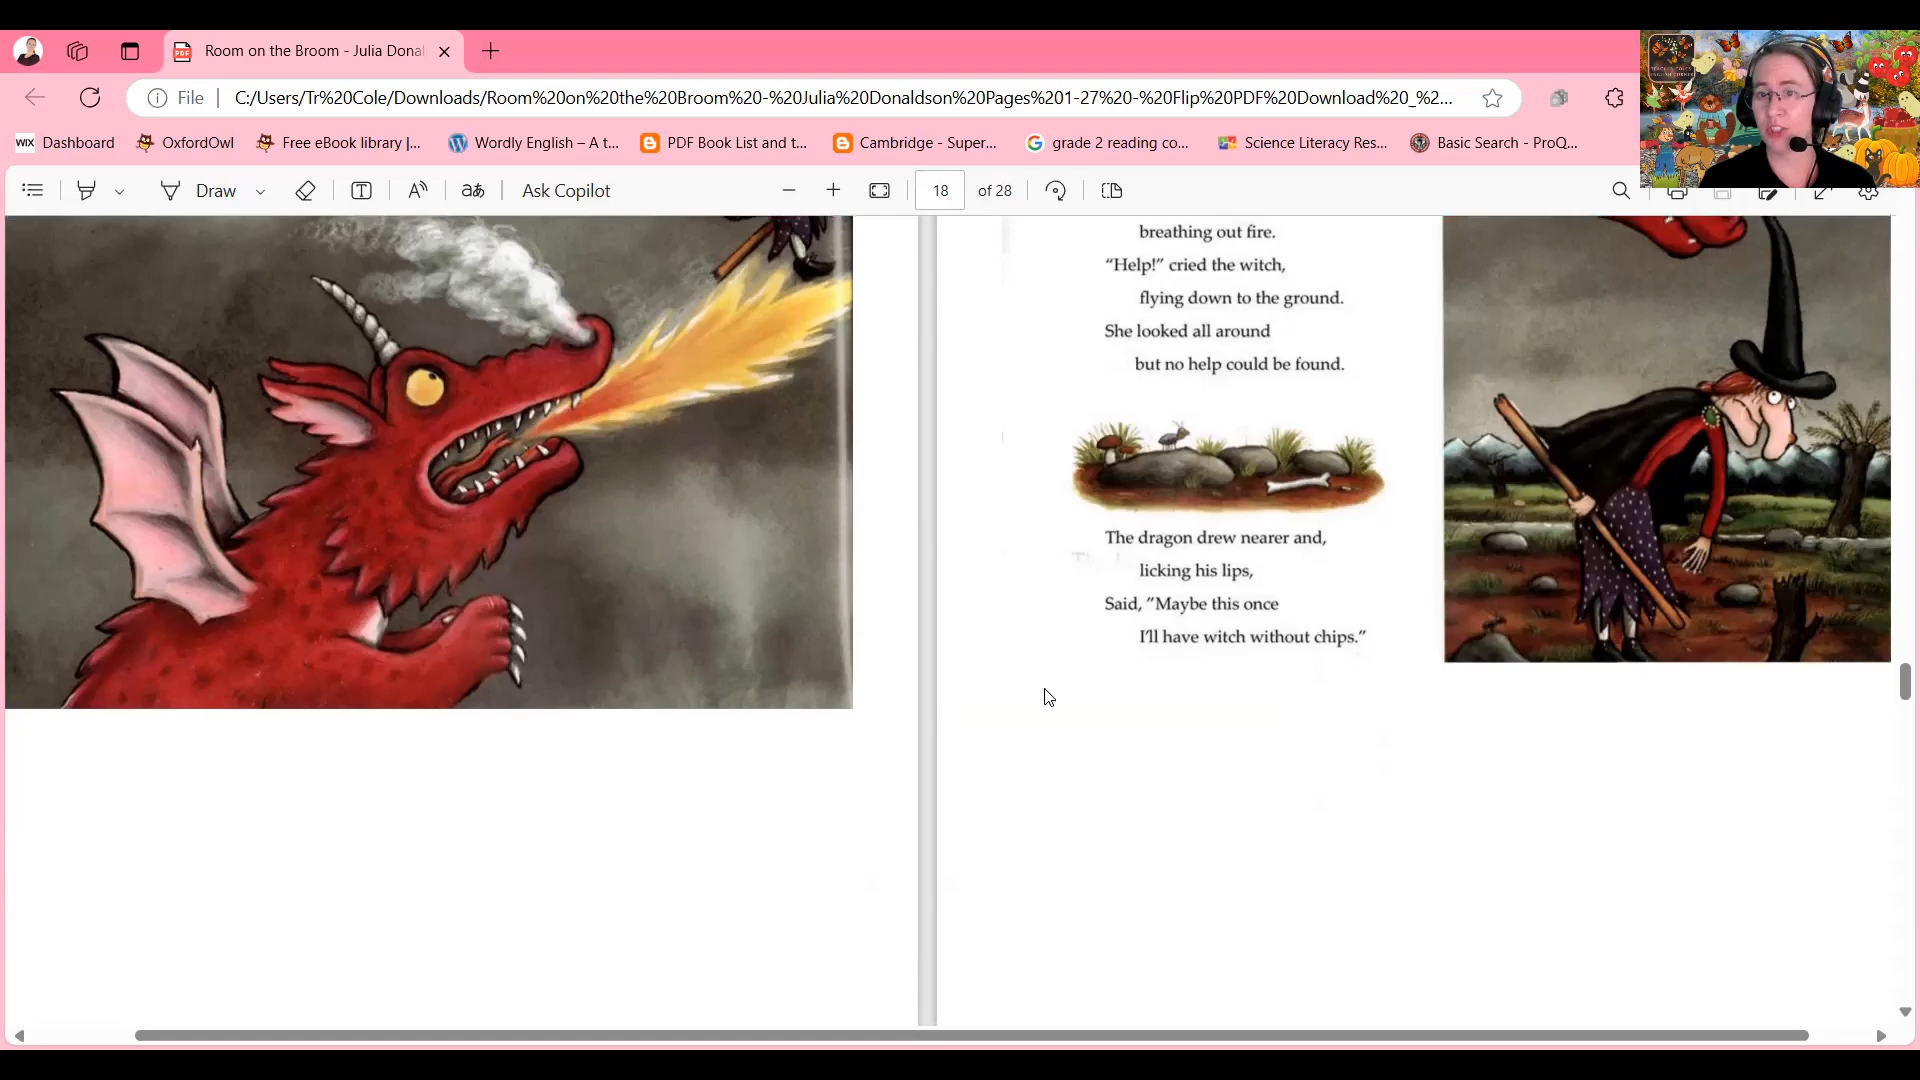 Room on the Broom - Julia Dona
File
C:/Users/Tr%20Cole/Downloads/Room%20on%20the%20Broom%20-%20Julia%20Donaldson%20Pages%201-27%20-%20Flip%20PDF%20Download%20_%2...
WiX Dashboard
OxfordOwl
Free eBook library |...
Wordly English – A t...
PDF Book List and t...
Cambridge - Super...
grade 2 reading co...
Science Literacy Res...
Basic Search - ProQ...
Draw
Ask Copilot
18 of 28
breathing out fire.
“Help!” cried the witch,
flying down to the ground.
She looked all around
but no help could be found.
The dragon drew nearer and,
licking his lips,
Said, “Maybe this once
I’ll have witch without chips.”